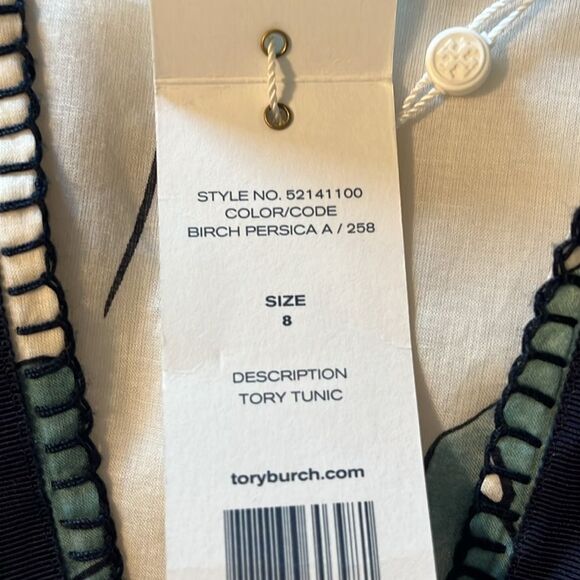 STYLE NO. 52141100
COLOR/CODE
BIRCH PERSICA A / 258
SIZE
8
DESCRIPTION
TORY TUNIC
toryburch.com